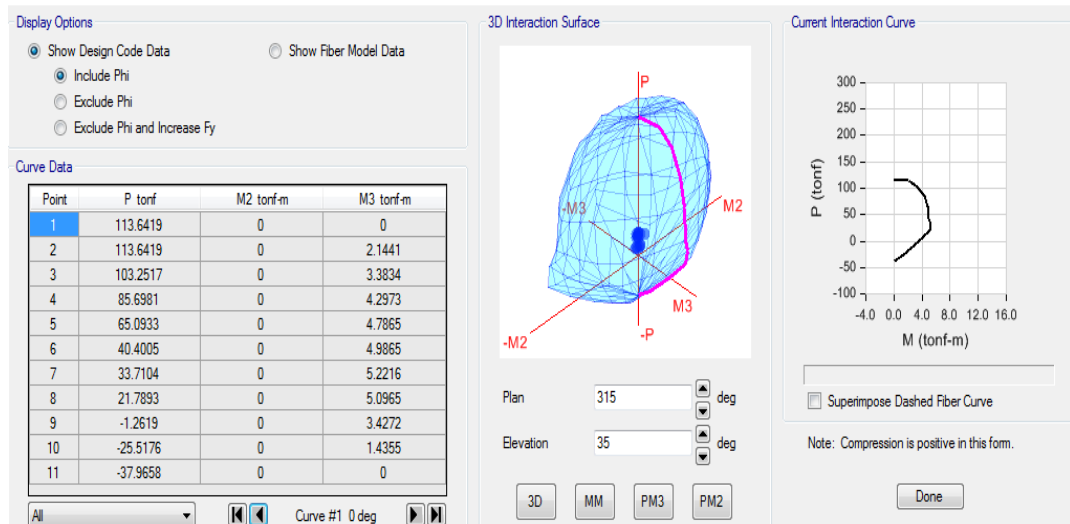 Display Options
Show Design Code Data Show Fiber Model Data
Include Phi
Exclude Phi
Exclude Phi and Increase Fy
Curve Data
Point P tonf M2 tonf-m M3 tonf-m
1 113.6419 0 0
2 113.6419 0 2.1441
3 103.2517 0 3.3834
4 85.6981 0 4.2973
5 65.0933 0 4.7865
6 40.4005 0 4.9865
7 33.7104 0 5.2216
8 21.7893 0 5.0965
9 -1.2619 0 3.4272
10 -25.5176 0 1.4355
11 -37.9658 0 0
All Curve #1 0 deg
3D Interaction Surface
P
-M3 M2
M3
-M2 -P
Plan 315 deg
Elevation 35 deg
3D MM PM3 PM2
Current Interaction Curve
300
250
200
150
100
50
0
-50
-100
P (tonf)
-4.0 0.0 4.0 8.0 12.0 16.0
M (tonf-m)
Superimpose Dashed Fiber Curve
Note: Compression is positive in this form.
Done